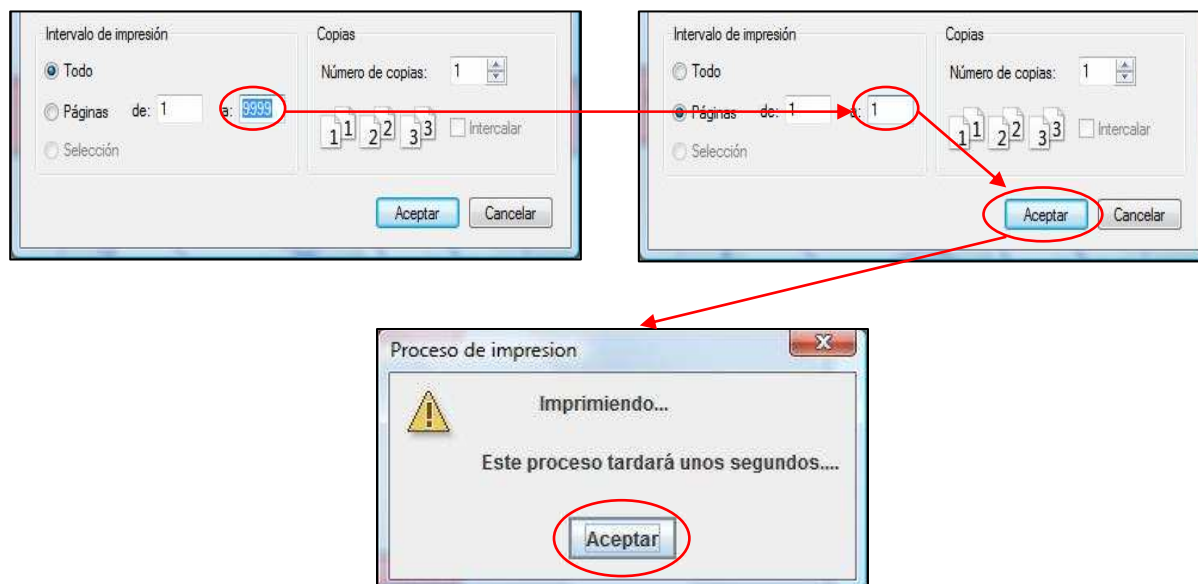 Intervalo de impresión
Todo
Páginas de: 1 a: 9999
Selección
Copias
Número de copias: 1
1 1 2 2 3 3 Intercalar
Aceptar Cancelar
Intervalo de impresión
Todo
Páginas de: 1 a: 1
Selección
Copias
Número de copias: 1
1 1 2 2 3 3 Intercalar
Aceptar Cancelar
Proceso de impresion
Imprimiendo...
Este proceso tardará unos segundos....
Aceptar